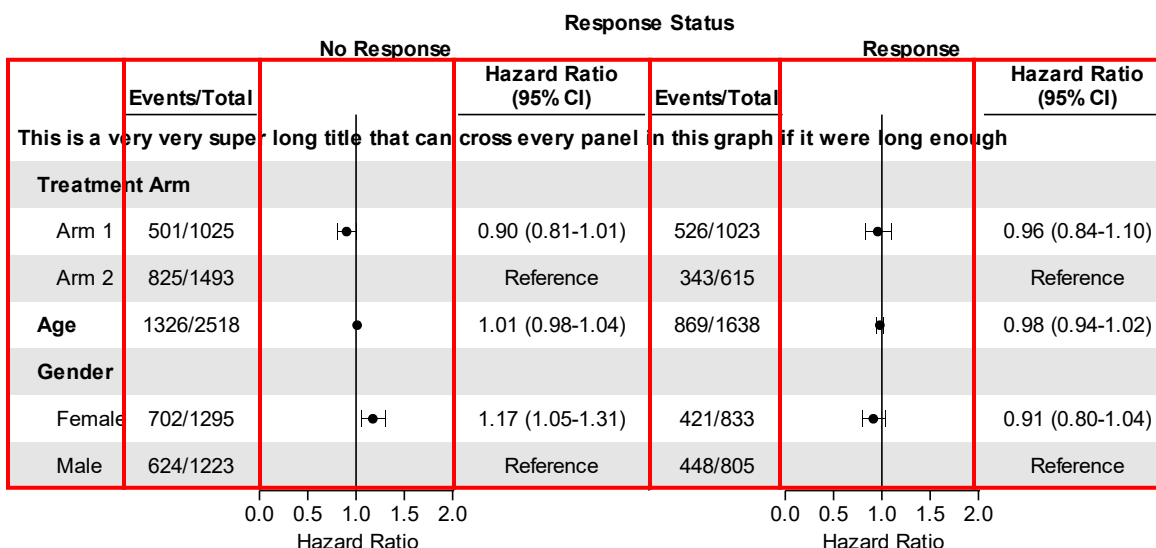 Response Status
No Response Response
Events/Total Hazard Ratio (95% CI) Events/Total Hazard Ratio (95% CI)
This is a very very super long title that can cross every panel in this graph if it were long enough
Treatment Arm
Arm 1 501/1025 0.90 (0.81-1.01) 526/1023 0.96 (0.84-1.10)
Arm 2 825/1493 Reference 343/615 Reference
Age 1326/2518 1.01 (0.98-1.04) 869/1638 0.98 (0.94-1.02)
Gender
Female 702/1295 1.17 (1.05-1.31) 421/833 0.91 (0.80-1.04)
Male 624/1223 Reference 448/805 Reference
0.0 0.5 1.0 1.5 2.0 0.0 0.5 1.0 1.5 2.0
Hazard Ratio Hazard Ratio